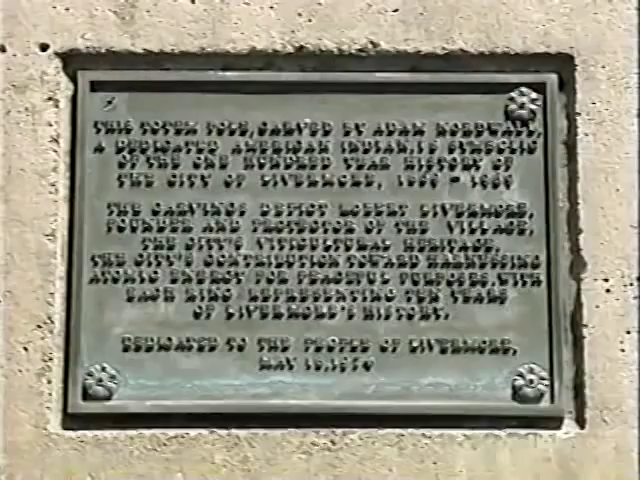 THIS TOTEM POLE, CARVED BY ADAM NORDWALL,
A DEDICATED AMERICAN INDIAN, IS SYMBOLIC
OF THE ONE HUNDRED YEAR HISTORY OF
THE CITY OF LIVERMORE, 1869 - 1969
THE CARVINGS DEPICT ROBERT LIVERMORE,
FOUNDER AND PROTECTOR OF THE VILLAGE,
THE CITY'S VITICULTURAL HERITAGE,
THE CITY'S CONTRIBUTION TOWARD HARNESSING
ATOMIC ENERGY FOR PEACEFUL PURPOSES, WITH
EACH RING REPRESENTING TEN YEARS
OF LIVERMORE'S HISTORY.
DEDICATED TO THE PEOPLE OF LIVERMORE,
MAY